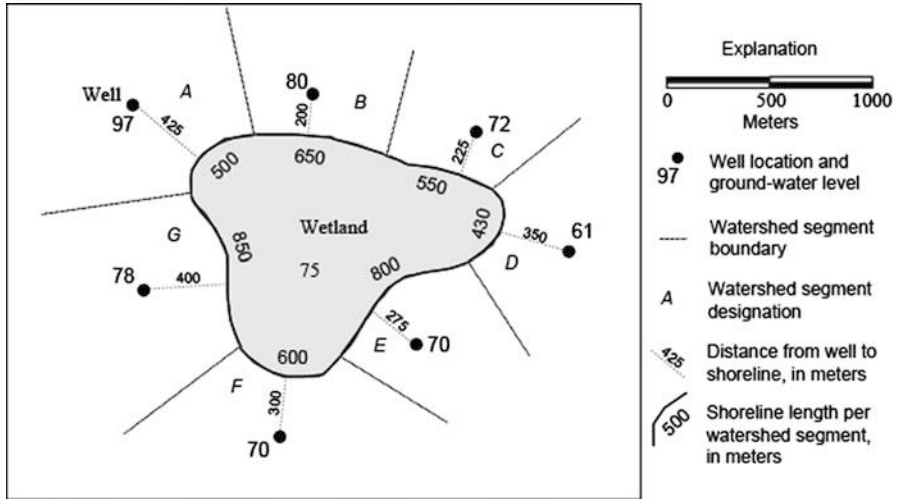 A
80
B
Well
97
425
200
72
C
225
500
650
550
G
850
Wetland
430
61
350
D
78
400
75
800
275
E
70
600
F
300
70
Explanation
0 500 1000
Meters
97
Well location and
ground-water level
Watershed segment
boundary
A
Watershed segment
designation
425
Distance from well to
shoreline, in meters
500
Shoreline length per
watershed segment,
in meters